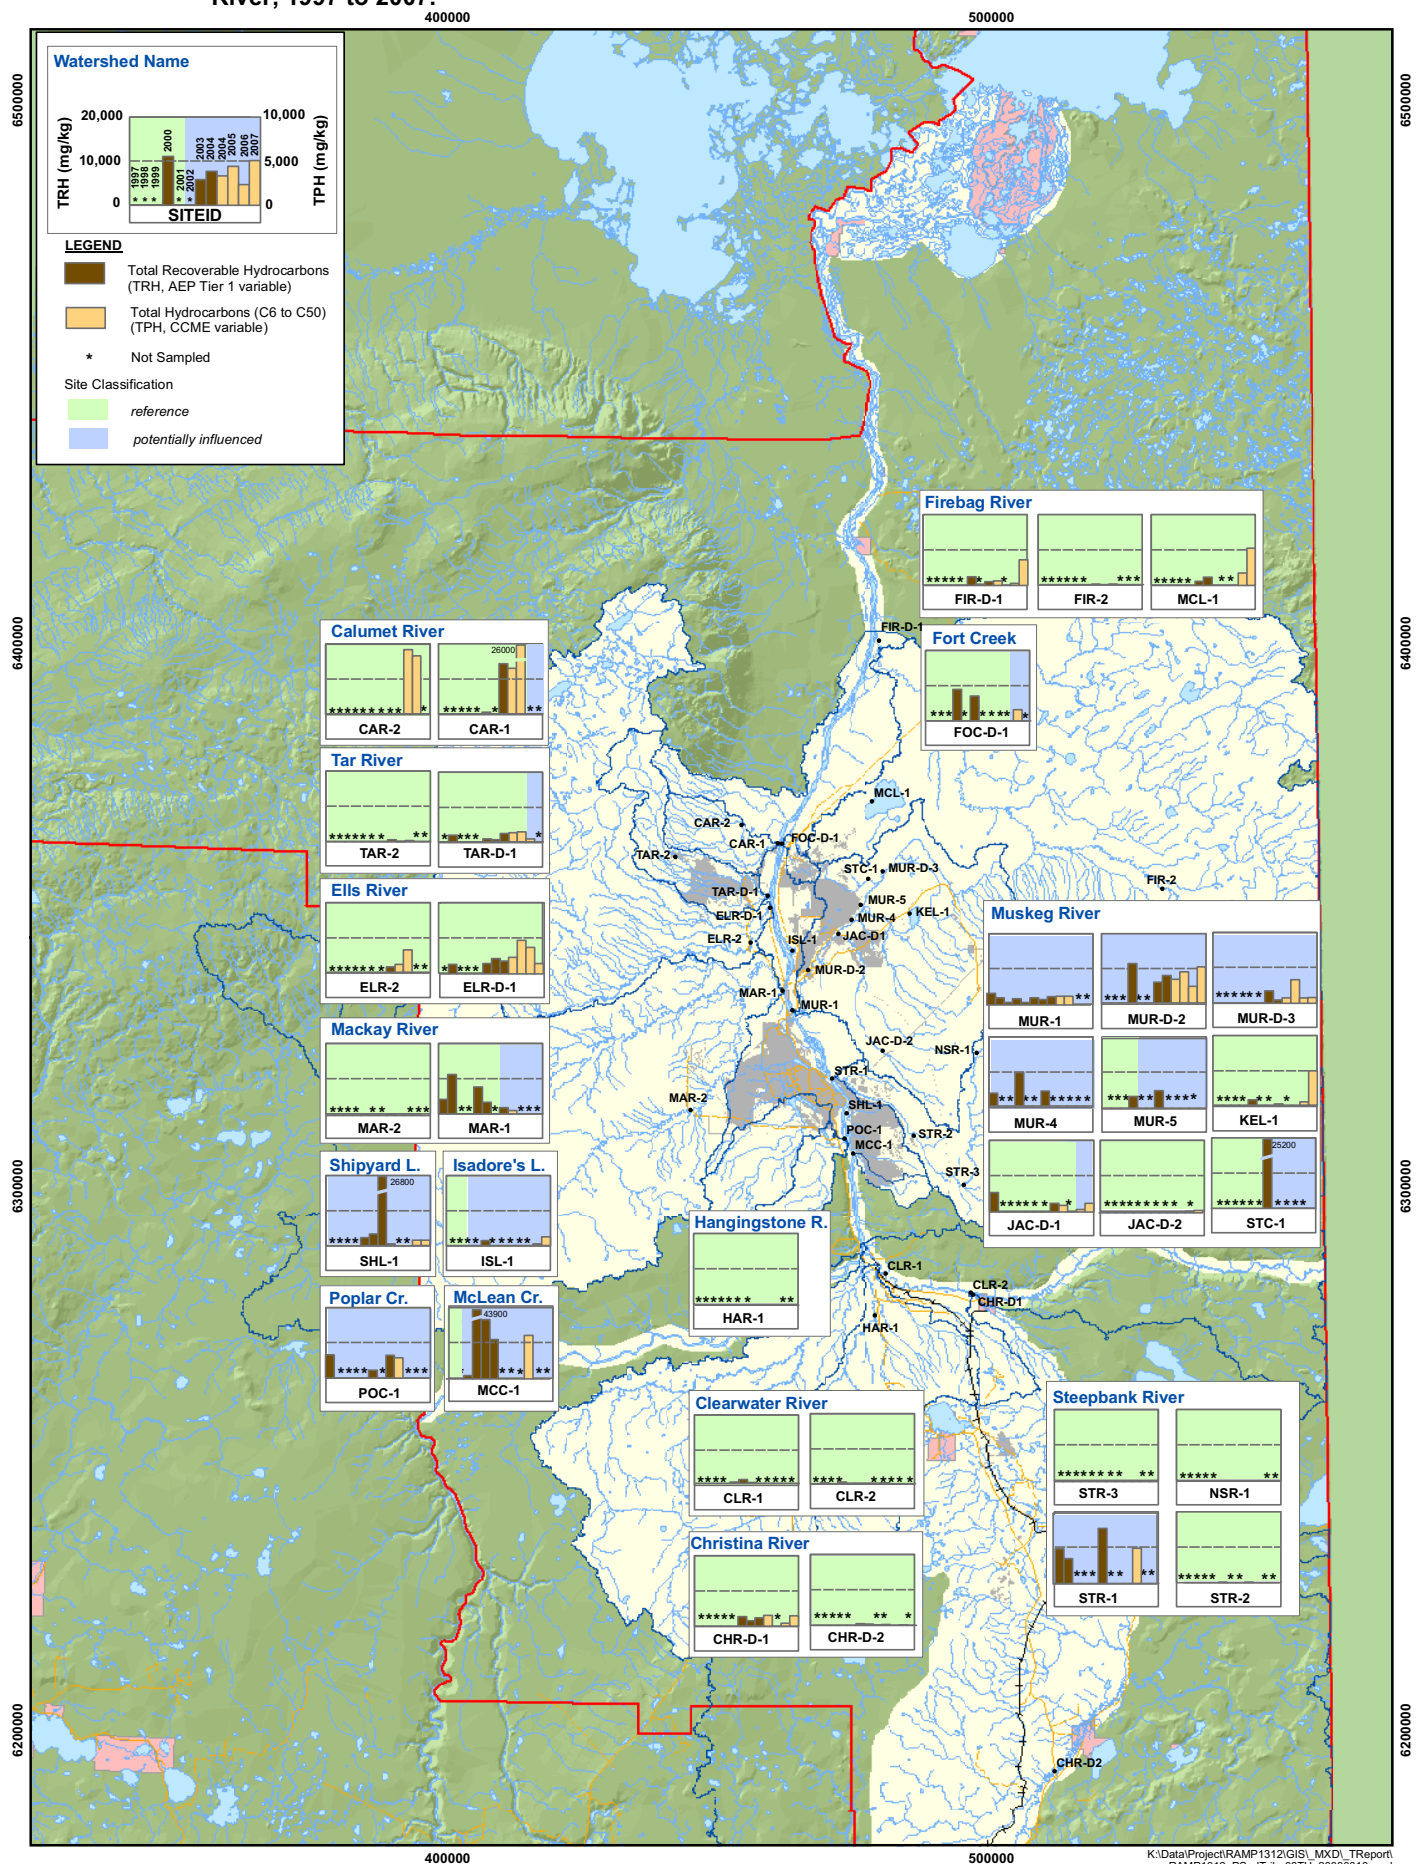 River, 1997 to 2007.
400000
500000
6500000
6500000
Watershed Name
20,000
10,000
0
TRH (mg/kg)
10,000
5,000
0
TPH (mg/kg)
1997
1998
1999
2000
2001
2002
2003
2004
2004
2005
2006
2007
* * * * *
SITEID
LEGEND
Total Recoverable Hydrocarbons
(TRH, AEP Tier 1 variable)
Total Hydrocarbons (C6 to C50)
(TPH, CCME variable)
* Not Sampled
Site Classification
reference
potentially influenced
Firebag River
FIR-D-1
FIR-2
MCL-1
6400000
6400000
Calumet River
26000
CAR-2
CAR-1
FIR-D-1
Fort Creek
FOC-D-1
Tar River
TAR-2
TAR-D-1
MCL-1
CAR-2
CAR-1
FOC-D-1
TAR-2
STC-1
MUR-D-3
FIR-2
Ells River
ELR-2
ELR-D-1
TAR-D-1
ELR-D-1
MUR-5
MUR-4
KEL-1
JAC-D1
ELR-2
ISL-1
MUR-D-2
MAR-1
MUR-1
Muskeg River
MUR-1
MUR-D-2
MUR-D-3
MUR-4
MUR-5
KEL-1
25200
JAC-D-1
JAC-D-2
STC-1
Mackay River
MAR-2
MAR-1
JAC-D-2
NSR-1
STR-1
MAR-2
SHL-1
POC-1
STR-2
MCC-1
STR-3
6300000
6300000
Shipyard L.
26800
SHL-1
Isadore's L.
ISL-1
Hangingstone R.
HAR-1
CLR-1
CLR-2
CHR-D1
HAR-1
Poplar Cr.
POC-1
McLean Cr.
43900
MCC-1
Clearwater River
CLR-1
CLR-2
Steepbank River
STR-3
NSR-1
STR-1
STR-2
Christina River
CHR-D-1
CHR-D-2
6200000
6200000
CHR-D2
400000
500000
K:\Data\Project\RAMP1312\GIS\_MXD\_TReport\